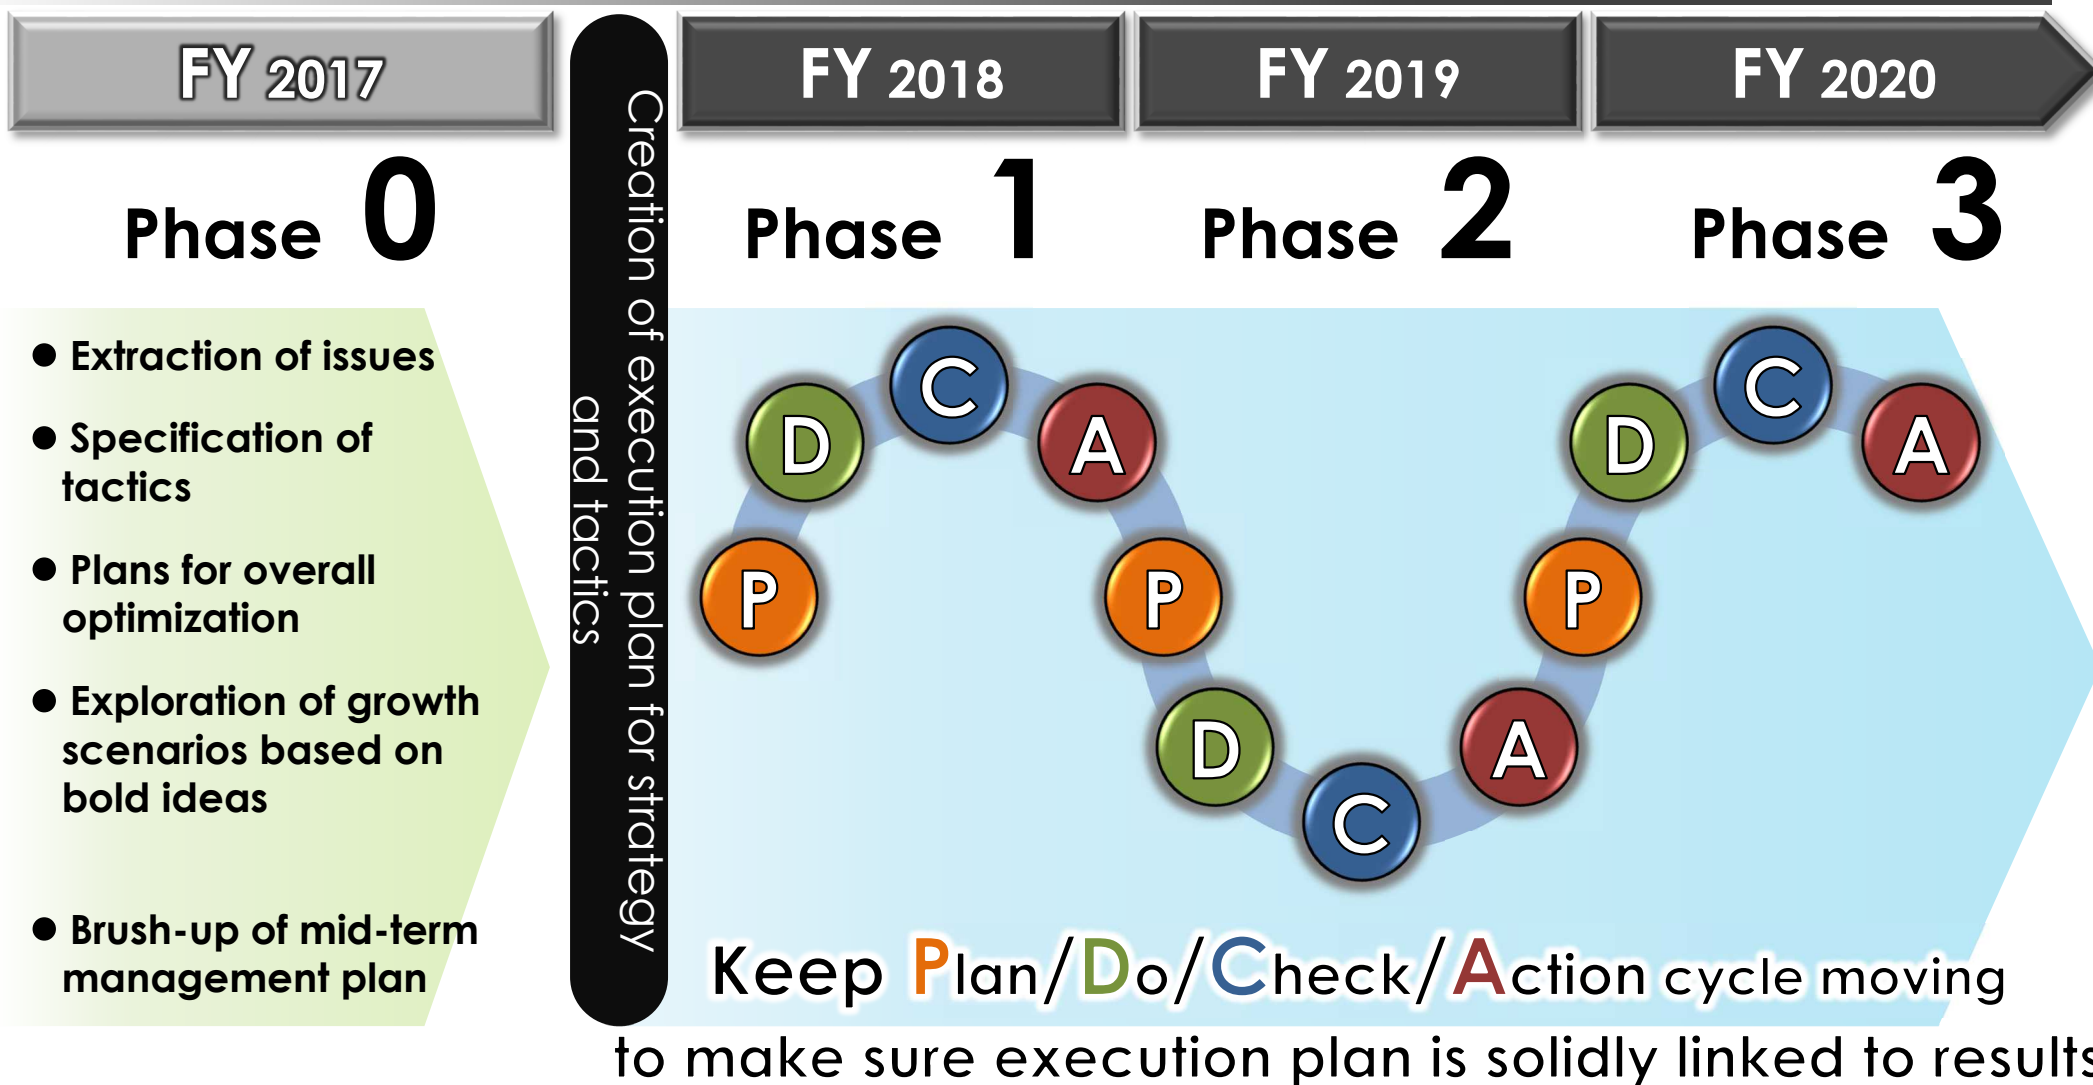 FY 2017
FY 2018
FY 2019
FY 2020
Phase 0
Phase 1
Phase 2
Phase 3
● Extraction of issues
● Specification of
tactics
● Plans for overall
optimization
● Exploration of growth
scenarios based on
bold ideas
● Brush-up of mid-term
management plan
Creation of execution plan for strategy
and tactics
P
D
C
A
P
D
C
A
P
D
C
A
Keep Plan/Do/Check/Action cycle moving
to make sure execution plan is solidly linked to results